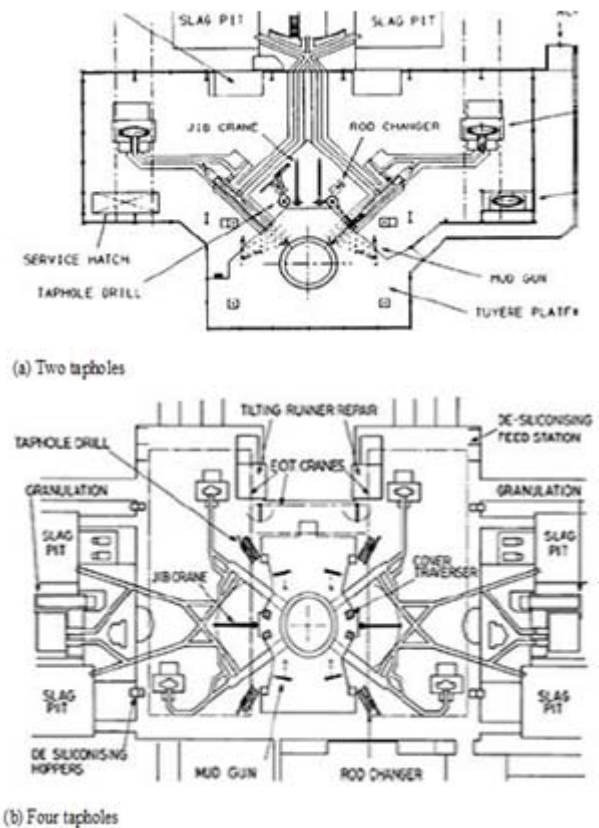 SLAG PIT
SLAG PIT
JIB CRANE
ROD CHANGER
SERVICE HATCH
TAPHOLE DRILL
MUD GUN
TUYERE PLATF
(a) Two tapholes
TILTING RUNNER REPAIR
DE-SILICONISING
FEED STATION
TAPHOLE DRILL
EOT CRANES
GRANULATION
GRANULATION
SLAG
PIT
SLAG
PIT
JIB CRANE
COVER
TRAVERSER
SLAG
PIT
SLAG
PIT
DE SILICONISING
HOPPERS
MUD GUN
ROD CHANGER
(b) Four tapholes